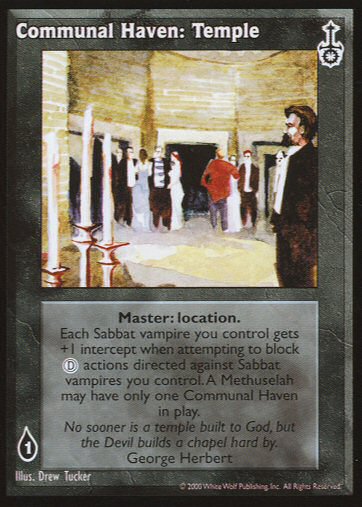 Communal Haven: Temple
Master: location.
Each Sabbat vampire you control gets
+1 intercept when attempting to block
Ⓓ actions directed against Sabbat
vampires you control. A Methuselah
may have only one Communal Haven
in play.
No sooner is a temple built to God, but
the Devil builds a chapel hard by.
George Herbert
1
Illus. Drew Tucker
© 2000 White Wolf Publishing, Inc. All Rights Reserved.